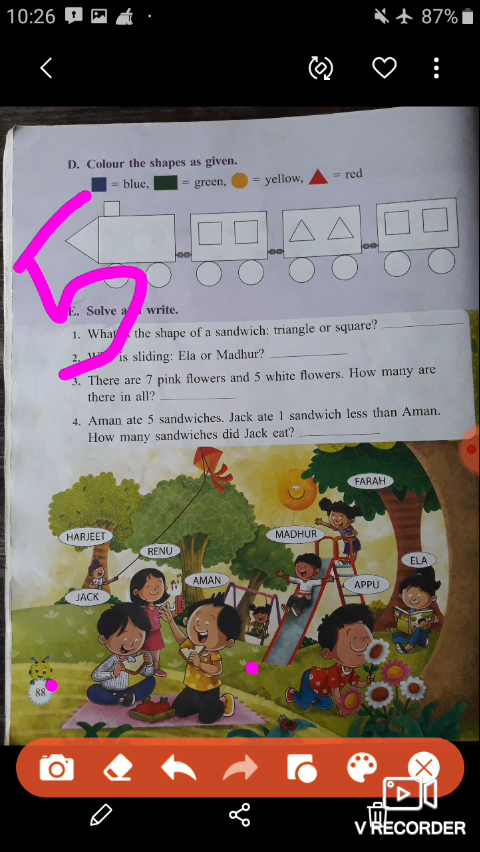 10:26
87%
D. Colour the shapes as given.
= blue, = green, = yellow, = red
E. Solve and write.
1. What is the shape of a sandwich: triangle or square?
2. is sliding: Ela or Madhur?
3. There are 7 pink flowers and 5 white flowers. How many are
there in all?
4. Aman ate 5 sandwiches. Jack ate 1 sandwich less than Aman.
How many sandwiches did Jack eat?
FARAH
HARJEET
MADHUR
RENU
ELA
AMAN
APPU
JACK
88
V RECORDER